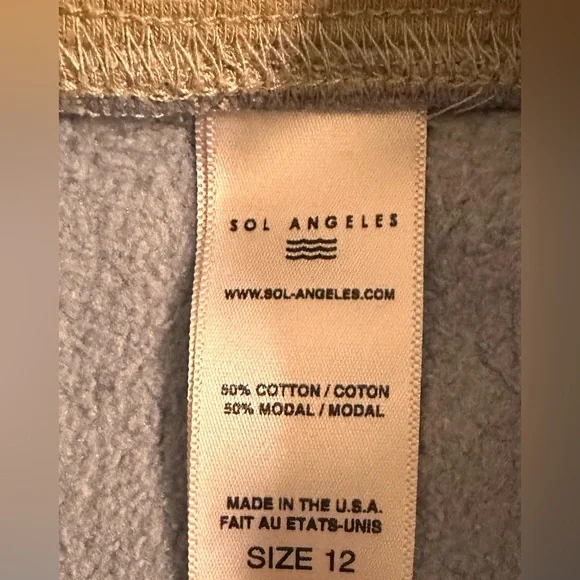 SOL ANGELES
WWW.SOL-ANGELES.COM
50% COTTON / COTON
50% MODAL / MODAL
MADE IN THE U.S.A.
FAIT AU ETATS-UNIS
SIZE 12